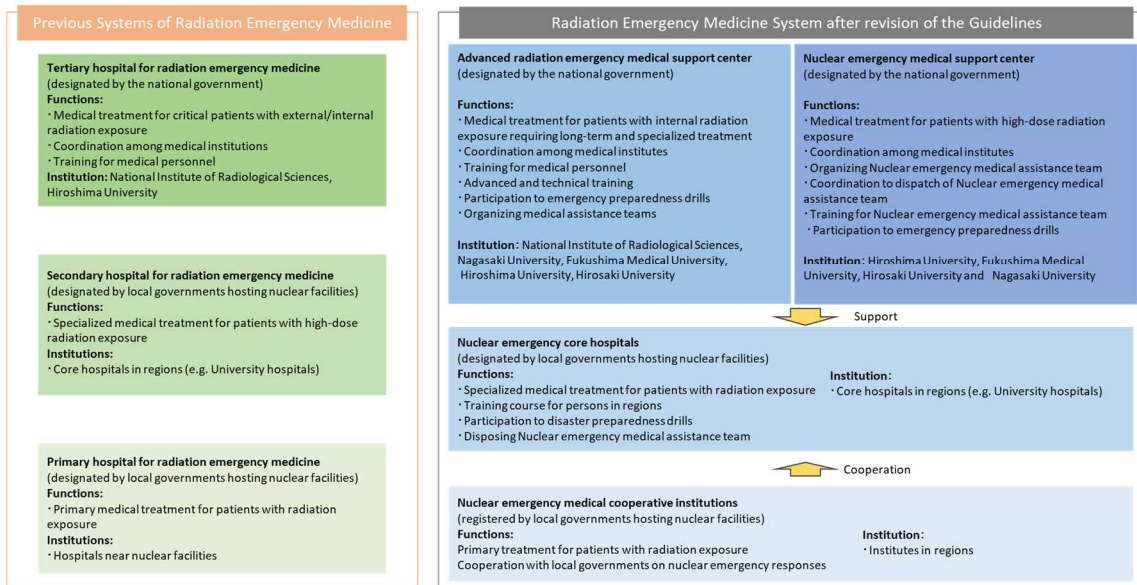 Previous Systems of Radiation Emergency Medicine
Tertiary hospital for radiation emergency medicine
(designated by the national government)
Functions:
・Medical treatment for critical patients with external/internal
radiation exposure
・Coordination among medical institutions
・Training for medical personnel
Institution: National Institute of Radiological Sciences,
Hiroshima University
Secondary hospital for radiation emergency medicine
(designated by local governments hosting nuclear facilities)
Functions:
・Specialized medical treatment for patients with high-dose
radiation exposure
Institutions:
・Core hospitals in regions (e.g. University hospitals)
Primary hospital for radiation emergency medicine
(designated by local governments hosting nuclear facilities)
Functions:
・Primary medical treatment for patients with radiation
exposure
Institutions:
・Hospitals near nuclear facilities
Radiation Emergency Medicine System after revision of the Guidelines
Advanced radiation emergency medical support center
(designated by the national government)
Functions:
・Medical treatment for patients with internal radiation
exposure requiring long-term and specialized treatment
・Coordination among medical institutes
・Training for medical personnel
・Advanced and technical training
・Participation to emergency preparedness drills
・Organizing medical assistance teams
Institution: National Institute of Radiological Sciences,
Nagasaki University, Fukushima Medical University,
Hiroshima University, Hirosaki University
Nuclear emergency medical support center
(designated by the national government)
Functions:
・Medical treatment for patients with high-dose radiation
exposure
・Coordination among medical institutes
・Organizing Nuclear emergency medical assistance team
・Coordination to dispatch of Nuclear emergency medical
assistance team
・Training for Nuclear emergency medical assistance team
・Participation to emergency preparedness drills
Institution: Hiroshima University, Fukushima Medical
University, Hirosaki University and Nagasaki University
Support
Nuclear emergency core hospitals
(designated by local governments hosting nuclear facilities)
Functions:
・Specialized medical treatment for patients with radiation exposure
・Training course for persons in regions
・Participation to disaster preparedness drills
・Disposing Nuclear emergency medical assistance team
Institution:
・Core hospitals in regions (e.g. University hospitals)
Cooperation
Nuclear emergency medical cooperative institutions
(registered by local governments hosting nuclear facilities)
Functions:
Primary treatment for patients with radiation exposure
Cooperation with local governments on nuclear emergency responses
Institution:
・Institutes in regions